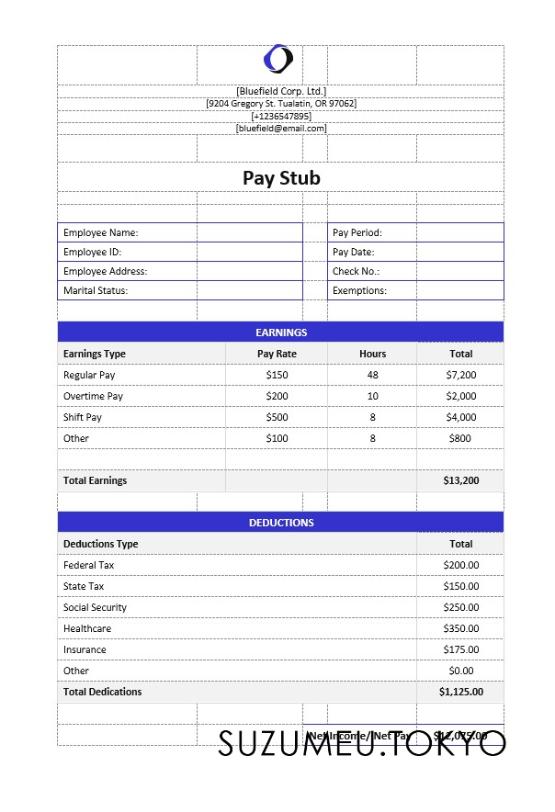 [Bluefield Corp. Ltd.]
[9204 Gregory St. Tualatin, OR 97062]
[+1236547895]
[bluefield@email.com]
Pay Stub
Employee Name: Pay Period:
Employee ID: Pay Date:
Employee Address: Check No.:
Marital Status: Exemptions:
EARNINGS
Earnings Type Pay Rate Hours Total
Regular Pay $150 48 $7,200
Overtime Pay $200 10 $2,000
Shift Pay $500 8 $4,000
Other $100 8 $800
Total Earnings $13,200
DEDUCTIONS
Deductions Type Total
Federal Tax $200.00
State Tax $150.00
Social Security $250.00
Healthcare $350.00
Insurance $175.00
Other $0.00
Total Dedications $1,125.00
Net Income/ Net Pay $12,075.00
SUZUMEU.TOKYO